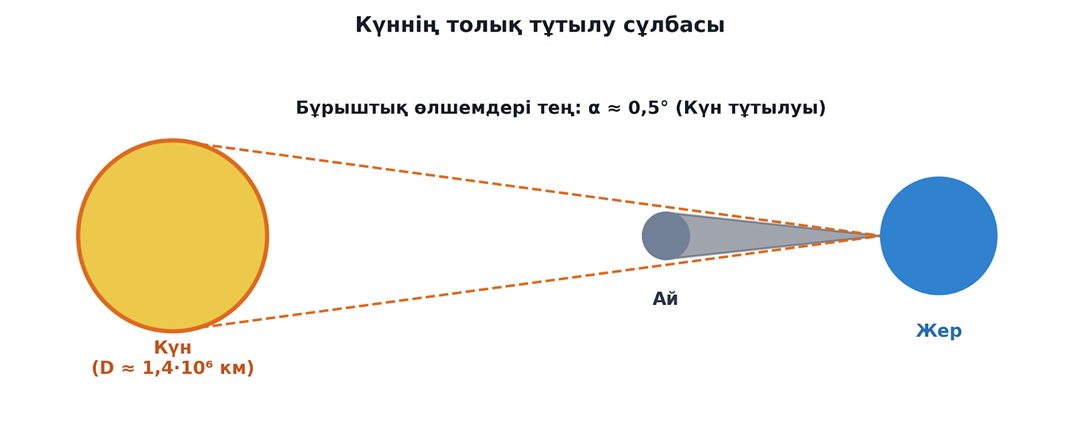 Күннің толық тұтылу сұлбасы
Бұрыштық өлшемдері тең: α ≈ 0,5° (Күн тұтылуы)
Ай
Жер
Күн
(D ≈ 1,4·10⁶ км)